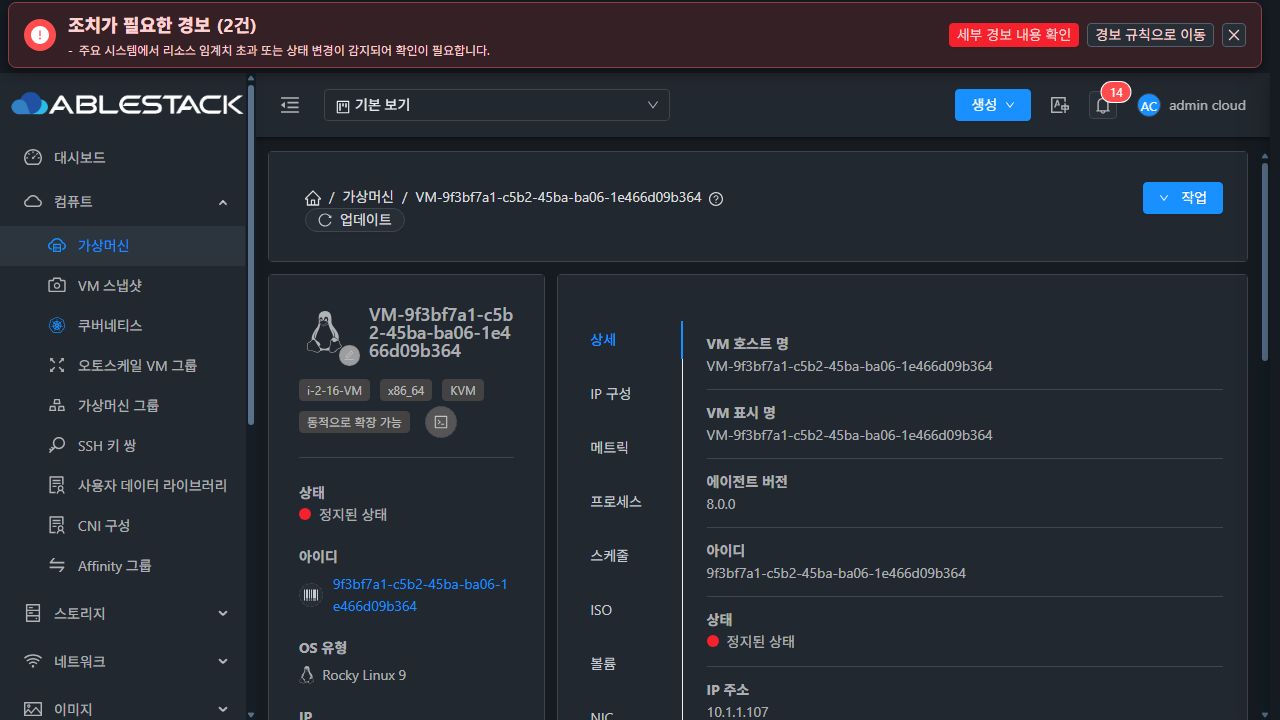 조치가 필요한 경보 (2건)
- 주요 시스템에서 리소스 임계치 초과 또는 상태 변경이 감지되어 확인이 필요합니다.
세부 경보 내용 확인
경보 규칙으로 이동
ABLESTACK
기본 보기
생성
14
AC
admin cloud
대시보드
컴퓨트
가상머신
VM 스냅샷
쿠버네티스
오토스케일 VM 그룹
가상머신 그룹
SSH 키 쌍
사용자 데이터 라이브러리
CNI 구성
Affinity 그룹
스토리지
네트워크
이미지
/ 가상머신 / VM-9f3bf7a1-c5b2-45ba-ba06-1e466d09b364
업데이트
작업
VM-9f3bf7a1-c5b
2-45ba-ba06-1e4
66d09b364
i-2-16-VM
x86_64
KVM
동적으로 확장 가능
상태
정지된 상태
아이디
9f3bf7a1-c5b2-45ba-ba06-1
e466d09b364
OS 유형
Rocky Linux 9
IP
상세
IP 구성
메트릭
프로세스
스케줄
ISO
볼륨
NIC
VM 호스트 명
VM-9f3bf7a1-c5b2-45ba-ba06-1e466d09b364
VM 표시 명
VM-9f3bf7a1-c5b2-45ba-ba06-1e466d09b364
에이전트 버전
8.0.0
아이디
9f3bf7a1-c5b2-45ba-ba06-1e466d09b364
상태
정지된 상태
IP 주소
10.1.1.107